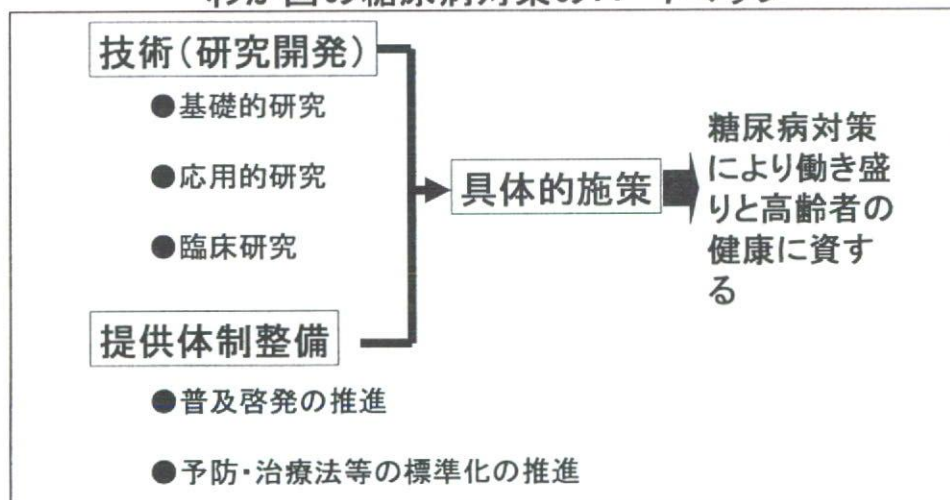 技術(研究開発)
●基礎的研究
●応用的研究
●臨床研究
提供体制整備
●普及啓発の推進
●予防・治療法等の標準化の推進
具体的施策
糖尿病対策
により働き盛
りと高齢者の
健康に資す
る